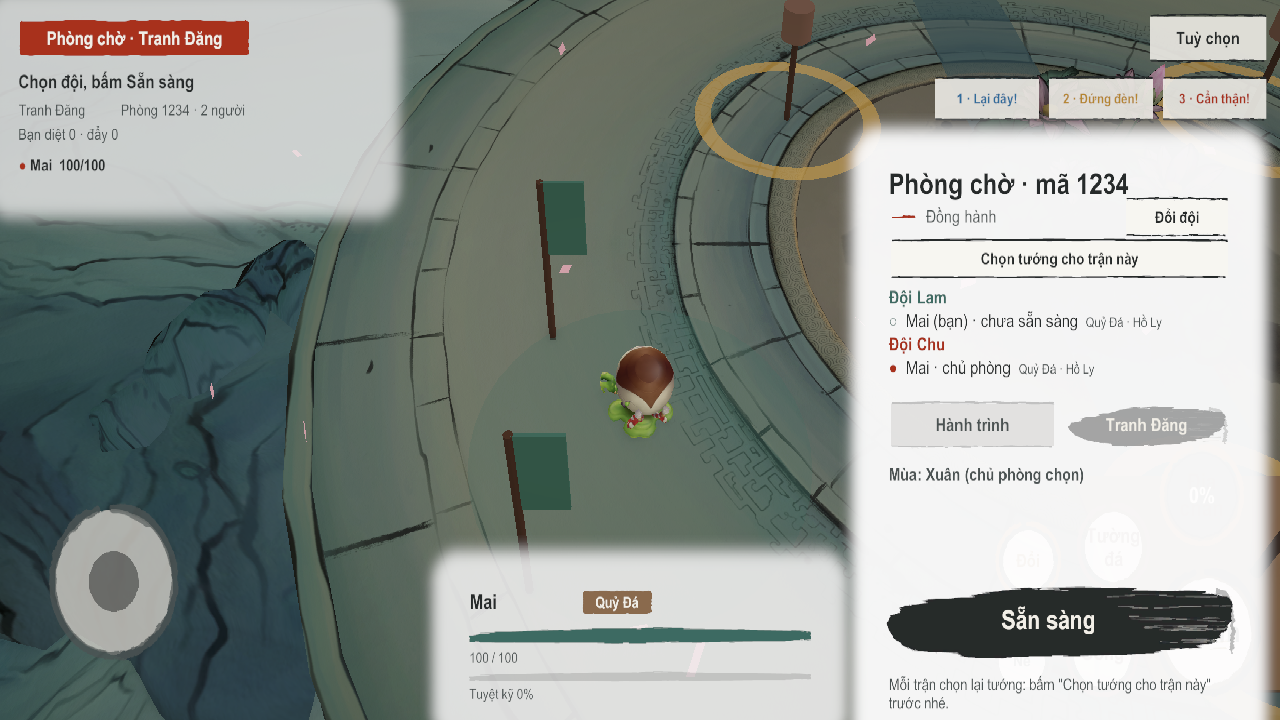 Phòng chờ · Tranh Đăng
Chọn đội, bấm Sẵn sàng
Tranh Đăng Phòng 1234 · 2 người
Bạn diệt 0 · đẩy 0
Mai 100/100
Tuỳ chọn
1 · Lại đây!
2 · Đứng đèn!
3 · Cẩn thận!
Phòng chờ · mã 1234
Đồng hành
Đổi đội
Chọn tướng cho trận này
Đội Lam
Mai (bạn) · chưa sẵn sàng Quỷ Đá · Hồ Ly
Đội Chu
Mai · chủ phòng Quỷ Đá · Hồ Ly
Hành trình
Tranh Đăng
Mùa: Xuân (chủ phòng chọn)
0%
Tường
đá
Sẵn sàng
Mỗi trận chọn lại tướng: bấm "Chọn tướng cho trận này"
trước nhé.
Mai
Quỷ Đá
100 / 100
Tuyệt kỹ 0%